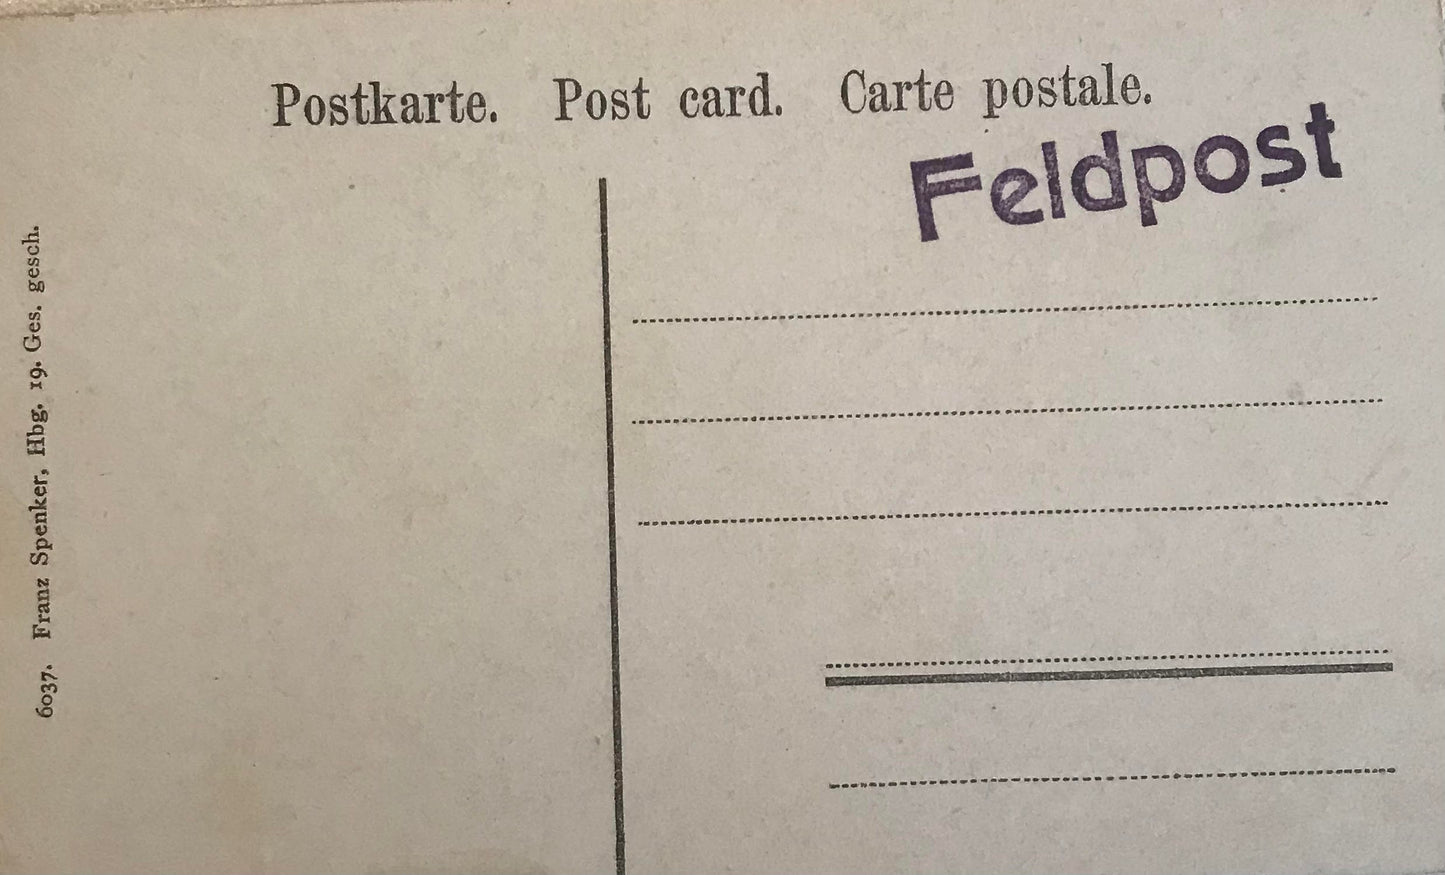 Postkarte. Post card. Carte postale.
Feldpost
6037. Franz Spenker, Hbg. 19. Ges. gesch.